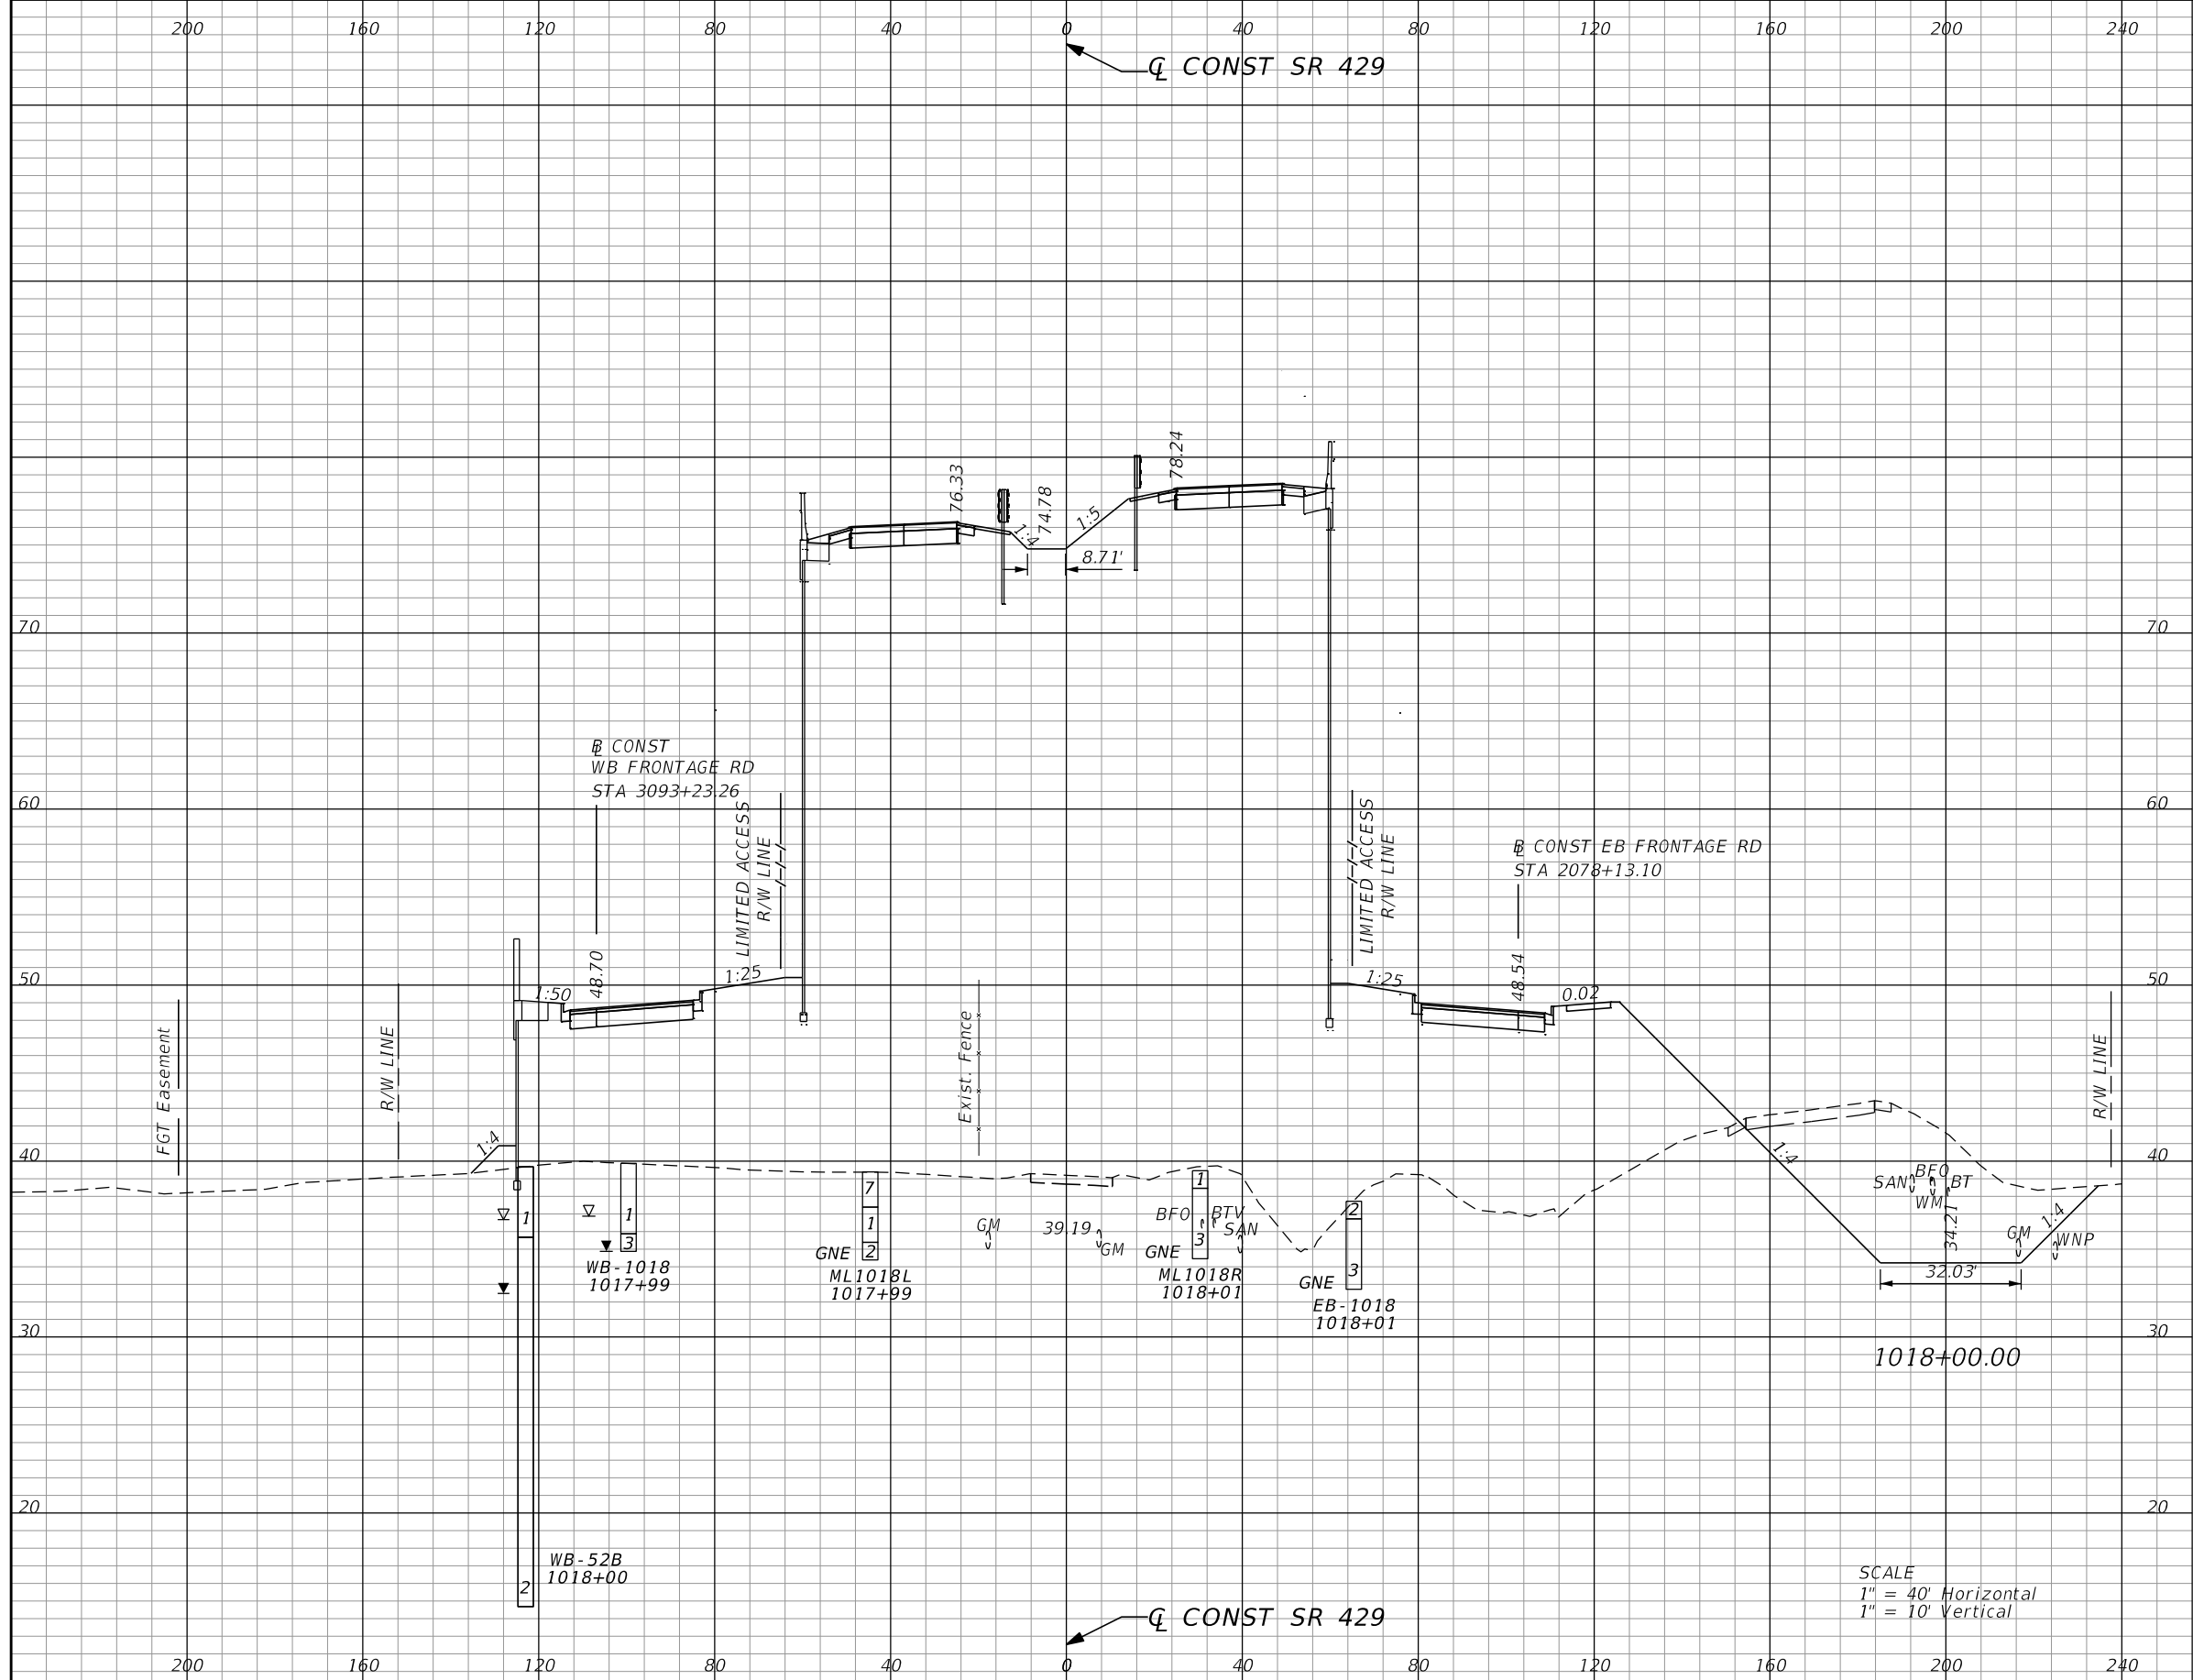 200 160 120 80 40 0 40 80 120 160 200 240
℄ CONST SR 429
78.24
76.33
74.78
1:4
1:5
8.71'
70 70
℄ CONST
WB FRONTAGE RD
STA 3093+23.26
60 60
LIMITED ACCESS
R/W LINE
LIMITED ACCESS
R/W LINE
B CONST EB FRONTAGE RD
STA 2078+13.10
50 50
1:50
48.70
1:25
1:25
48.54
0.02
FGT Easement
R/W LINE
Exist. Fence
R/W LINE
40 40
1:4
1:4
1
1
3
7
1
2
1
3
2
3
WB-1018
1017+99
GNE
ML1018L
1017+99
GM
39.19
GM
BFO
BTV
SAN
GNE
ML1018R
1018+01
GNE
EB-1018
1018+01
SAN
BFO
BT
WM
34.21
GM
WNP
1:4
32.03'
30 30
1018+00.00
20 20
2
WB-52B
1018+00
SCALE
1" = 40' Horizontal
1" = 10' Vertical
℄ CONST SR 429
200 160 120 80 40 0 40 80 120 160 200 240